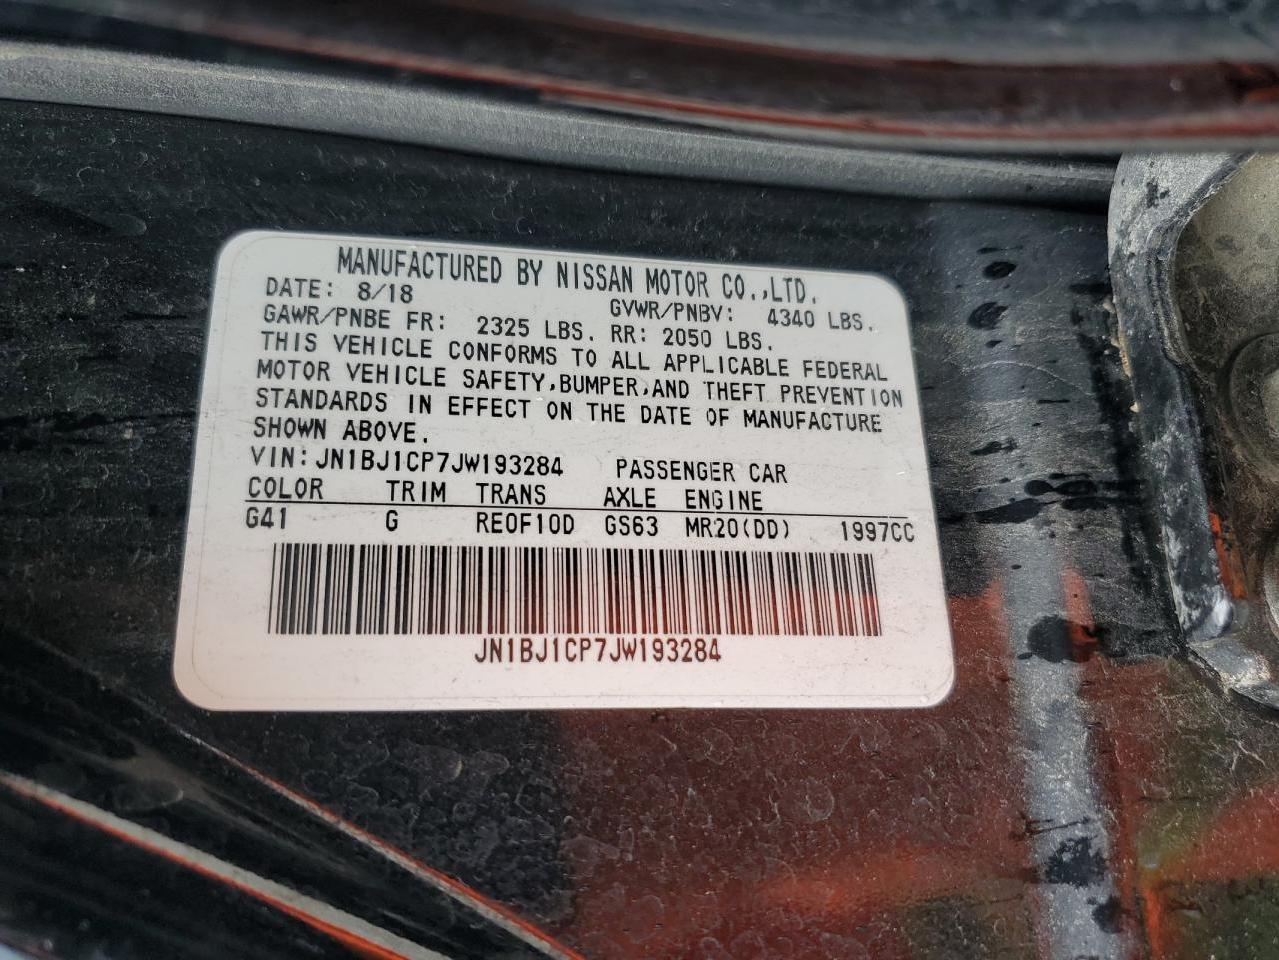 MANUFACTURED BY NISSAN MOTOR CO.,LTD.
DATE: 8/18 GVWR/PNBV: 4340 LBS.
GAWR/PNBE FR: 2325 LBS. RR: 2050 LBS.
THIS VEHICLE CONFORMS TO ALL APPLICABLE FEDERAL
MOTOR VEHICLE SAFETY,BUMPER,AND THEFT PREVENTION
STANDARDS IN EFFECT ON THE DATE OF MANUFACTURE
SHOWN ABOVE.
VIN:JN1BJ1CP7JW193284 PASSENGER CAR
COLOR TRIM TRANS AXLE ENGINE
G41 G RE0F10D GS63 MR20(DD) 1997CC
JN1BJ1CP7JW193284